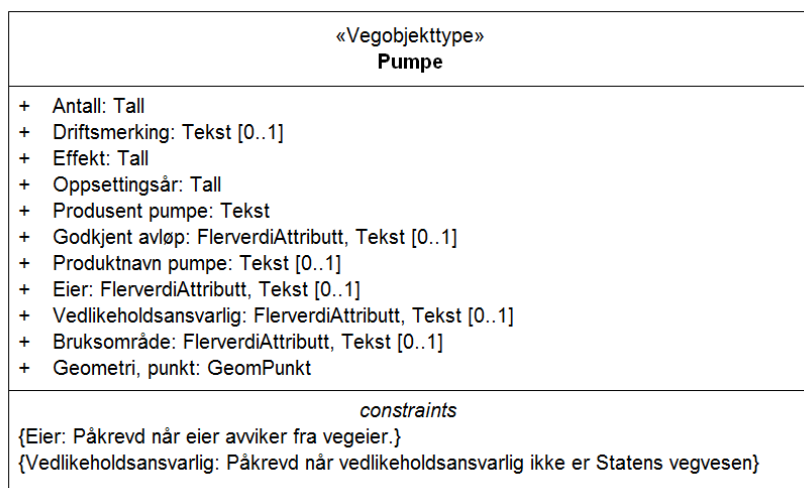 «Vegobjekttype»
Pumpe
+ Antall: Tall
+ Driftsmerking: Tekst [0..1]
+ Effekt: Tall
+ Oppsettingsår: Tall
+ Produsent pumpe: Tekst
+ Godkjent avløp: FlerverdiAttributt, Tekst [0..1]
+ Produktnavn pumpe: Tekst [0..1]
+ Eier: FlerverdiAttributt, Tekst [0..1]
+ Vedlikeholdsansvarlig: FlerverdiAttributt, Tekst [0..1]
+ Bruksområde: FlerverdiAttributt, Tekst [0..1]
+ Geometri, punkt: GeomPunkt
constraints
{Eier: Påkrevd når eier avviker fra vegeier.}
{Vedlikeholdsansvarlig: Påkrevd når vedlikeholdsansvarlig ikke er Statens vegvesen}